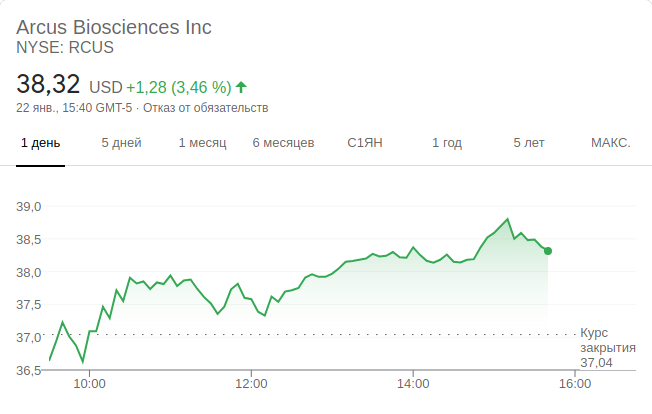 Arcus Biosciences Inc
NYSE: RCUS
38,32 USD +1,28 (3,46 %)
22 янв., 15:40 GMT-5 · Отказ от обязательств
1 день 5 дней 1 месяц 6 месяцев С1ЯН 1 год 5 лет МАКС.
39,0
38,5
38,0
37,5
37,0
36,5
Курс
закрытия
37,04
10:00 12:00 14:00 16:00